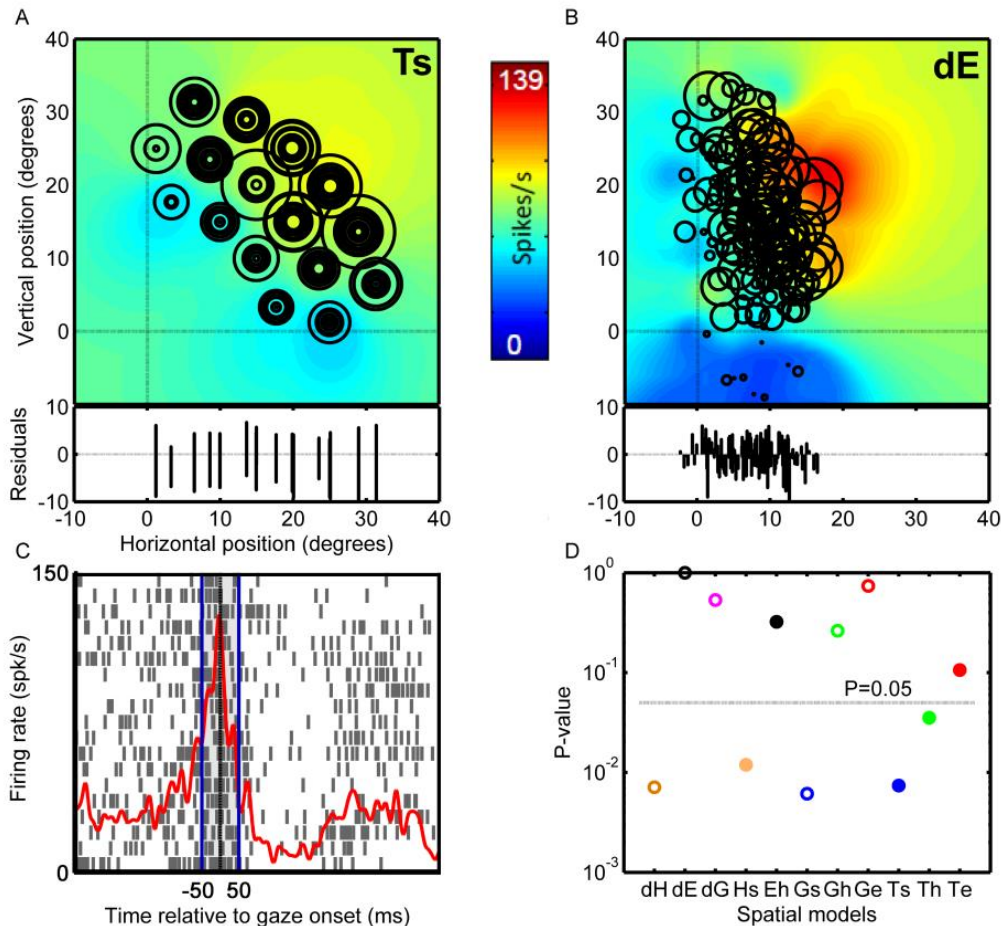 A
B
40
30
20
10
0
Vertical position (degrees)
Ts
139
Spikes/s
0
40
30
20
10
0
dE
10
0
-10
Residuals
-10 0 10 20 30 40
Horizontal position (degrees)
10
0
-10
-10 0 10 20 30 40
C
D
150
0
Firing rate (spk/s)
-50 50
Time relative to gaze onset (ms)
10^0
10^-1
10^-2
10^-3
P-value
P=0.05
dH dE dG Hs Eh Gs Gh Ge Ts Th Te
Spatial models